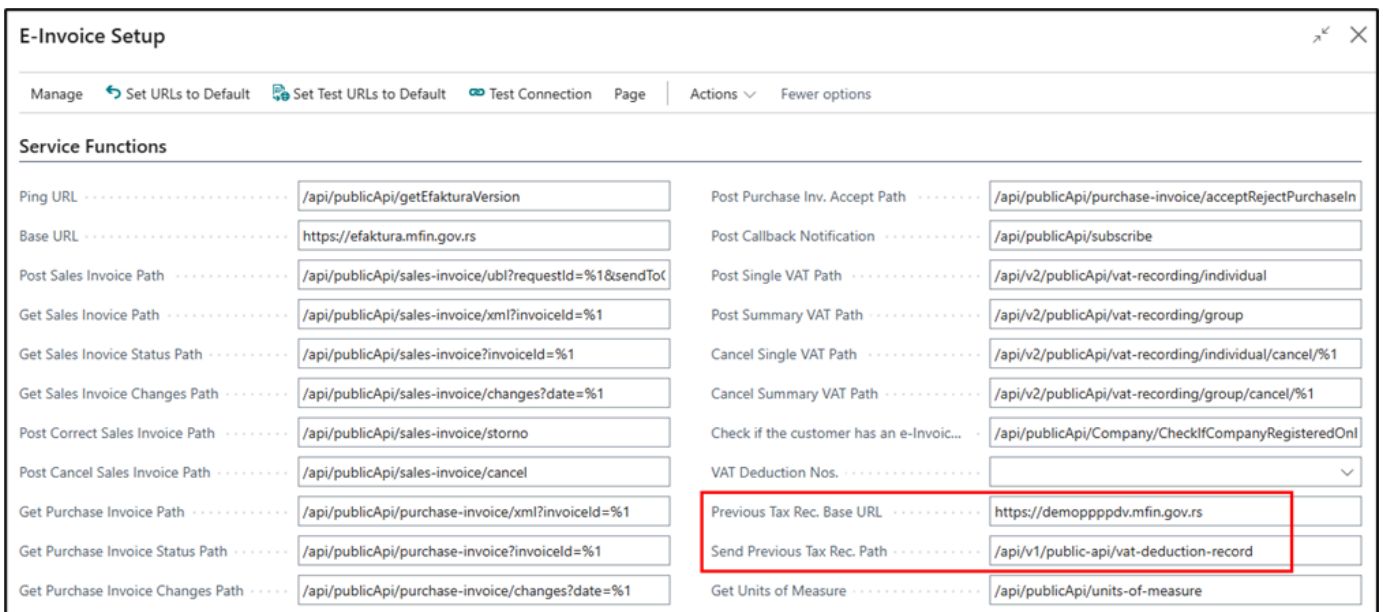 E-Invoice Setup
Manage Set URLs to Default Set Test URLs to Default Test Connection Page Actions Fewer options
Service Functions
Ping URL /api/publicApi/getEfakturaVersion
Base URL https://efaktura.mfin.gov.rs
Post Sales Invoice Path /api/publicApi/sales-invoice/ubl?requestId=%1&sendTo
Get Sales Inovice Path /api/publicApi/sales-invoice/xml?invoiceId=%1
Get Sales Inovice Status Path /api/publicApi/sales-invoice?invoiceId=%1
Get Sales Invoice Changes Path /api/publicApi/sales-invoice/changes?date=%1
Post Correct Sales Invoice Path /api/publicApi/sales-invoice/storno
Post Cancel Sales Invoice Path /api/publicApi/sales-invoice/cancel
Get Purchase Invoice Path /api/publicApi/purchase-invoice/xml?invoiceId=%1
Get Purchase Invoice Status Path /api/publicApi/purchase-invoice?invoiceId=%1
Get Purchase Invoice Changes Path /api/publicApi/purchase-invoice/changes?date=%1
Post Purchase Inv. Accept Path /api/publicApi/purchase-invoice/acceptRejectPurchaseIn
Post Callback Notification /api/publicApi/subscribe
Post Single VAT Path /api/v2/publicApi/vat-recording/individual
Post Summary VAT Path /api/v2/publicApi/vat-recording/group
Cancel Single VAT Path /api/v2/publicApi/vat-recording/individual/cancel/%1
Cancel Summary VAT Path /api/v2/publicApi/vat-recording/group/cancel/%1
Check if the customer has an e-Invoic... /api/publicApi/Company/CheckIfCompanyRegisteredOn
VAT Deduction Nos.
Previous Tax Rec. Base URL https://demoppppdv.mfin.gov.rs
Send Previous Tax Rec. Path /api/v1/public-api/vat-deduction-record
Get Units of Measure /api/publicApi/units-of-measure